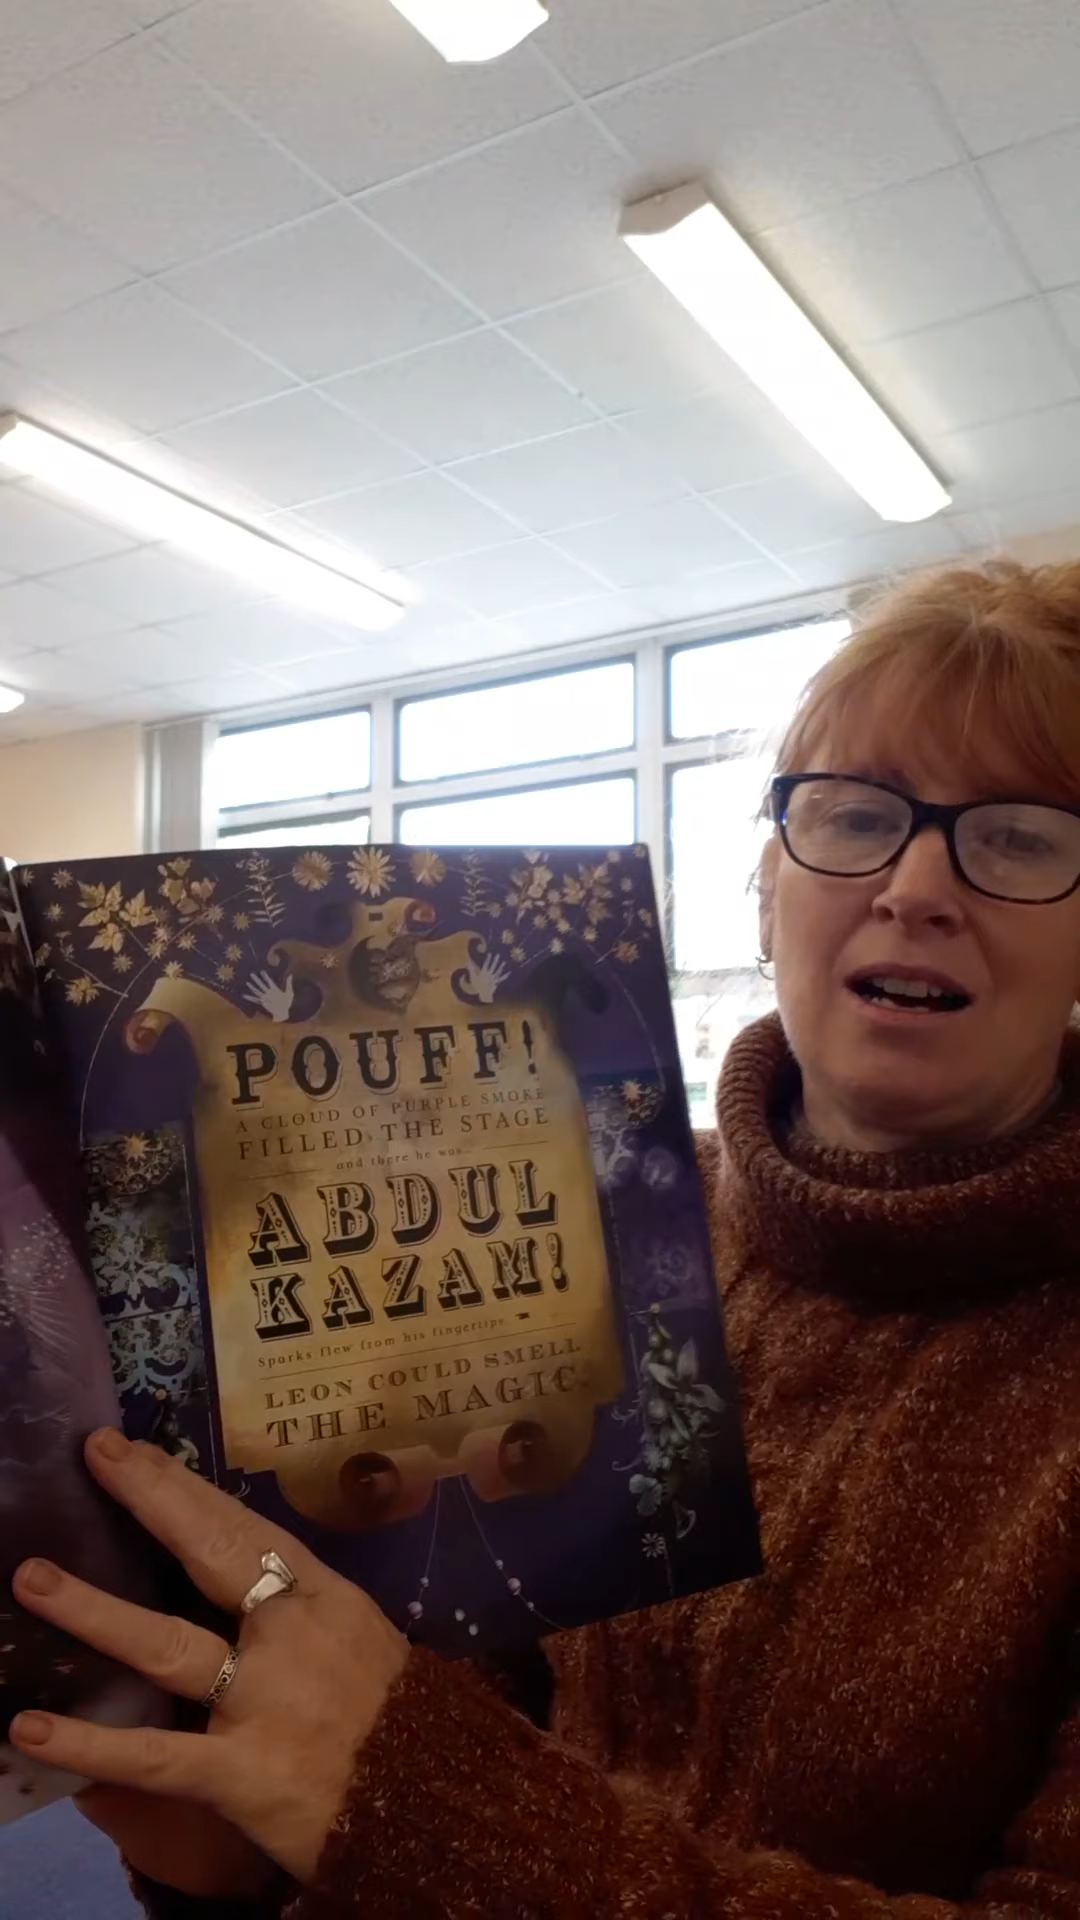 POUFF!
A CLOUD OF PURPLE SMOKE
FILLED THE STAGE
and there he was...
ABDUL
KAZAM!
Sparks flew from his fingertips.
LEON COULD SMELL
THE MAGIC.